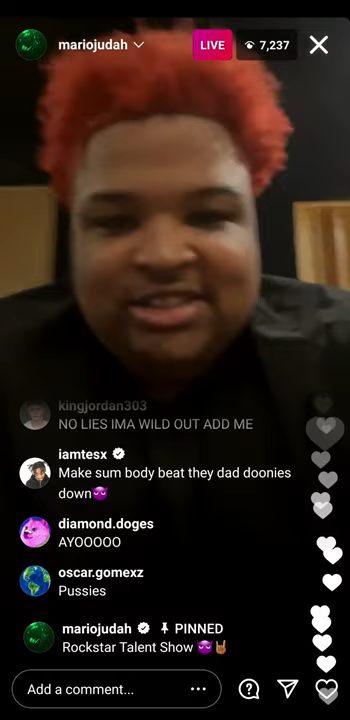 mariojudah
LIVE
7,237
kingjordan303
NO LIES IMA WILD OUT ADD ME
iamtesx
Make sum body beat they dad doonies
down😈
diamond.doges
AYOOOOO
oscar.gomexz
Pussies
mariojudah PINNED
Rockstar Talent Show 😈🤘🏾
Add a comment...